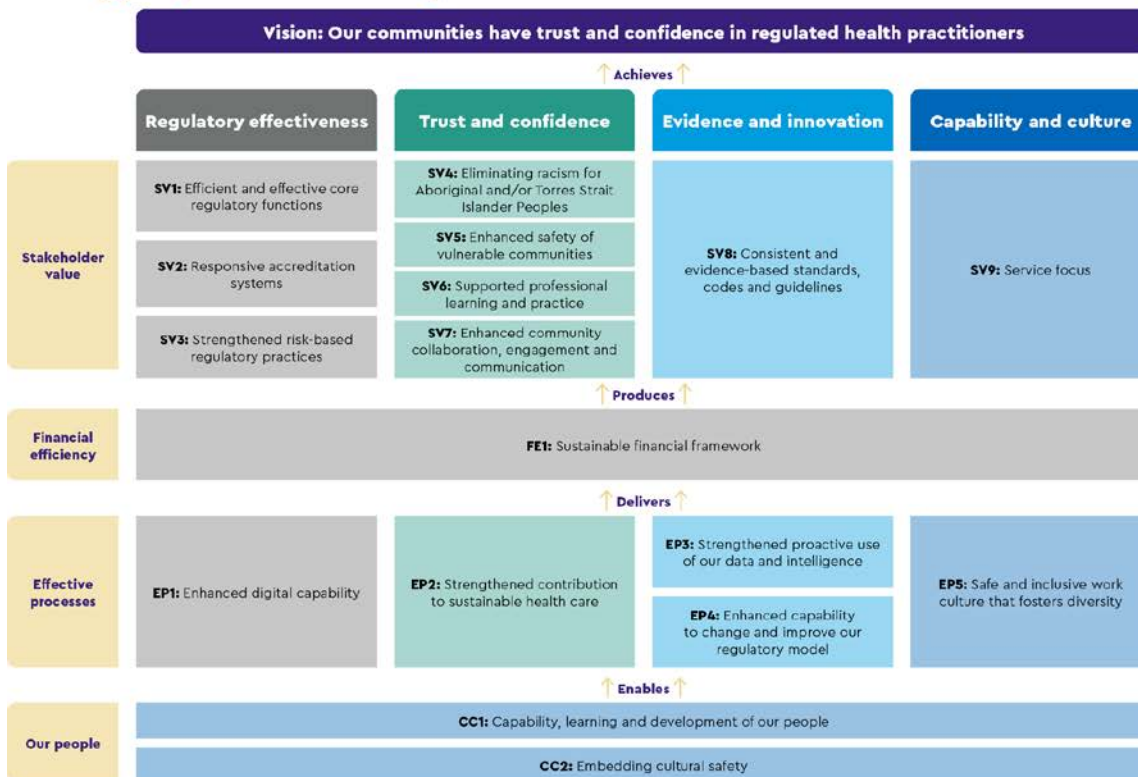 Vision: Our communities have trust and confidence in regulated health practitioners
Achieves
Regulatory effectiveness
Trust and confidence
Evidence and innovation
Capability and culture
Stakeholder
value
SV1: Efficient and effective core
regulatory functions
SV2: Responsive accreditation
systems
SV3: Strengthened risk-based
regulatory practices
SV4: Eliminating racism for
Aboriginal and/or Torres Strait
Islander Peoples
SV5: Enhanced safety of
vulnerable communities
SV6: Supported professional
learning and practice
SV7: Enhanced community
collaboration, engagement and
communication
SV8: Consistent and
evidence-based standards,
codes and guidelines
SV9: Service focus
Produces
Financial
efficiency
FE1: Sustainable financial framework
Delivers
Effective
processes
EP1: Enhanced digital capability
EP2: Strengthened contribution
to sustainable health care
EP3: Strengthened proactive use
of our data and intelligence
EP4: Enhanced capability
to change and improve our
regulatory model
EP5: Safe and inclusive work
culture that fosters diversity
Enables
Our people
CC1: Capability, learning and development of our people
CC2: Embedding cultural safety